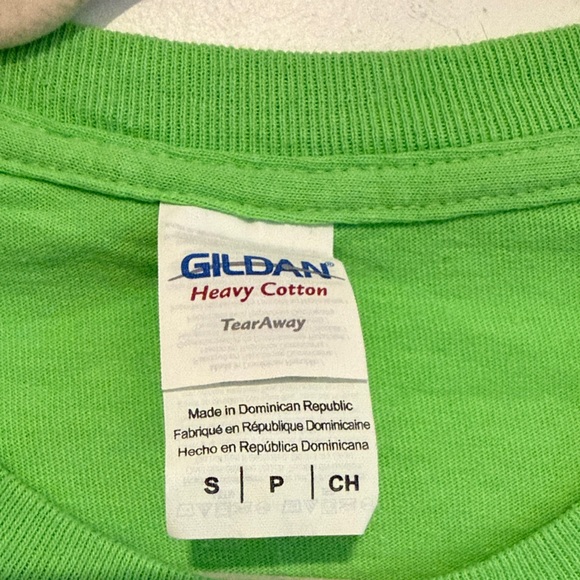 GILDAN®
Heavy Cotton
TearAway
Made in Dominican Republic
Fabriqué en République Dominicaine
Hecho en República Dominicana
S | P | CH